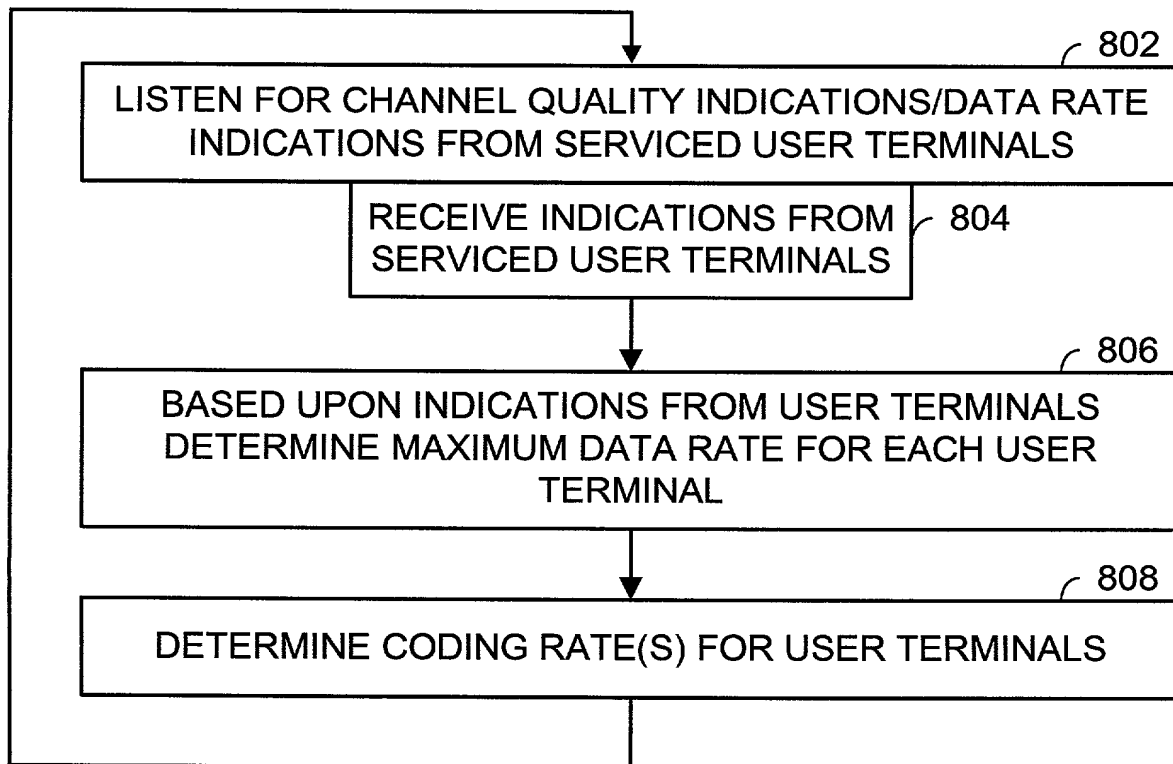 802
LISTEN FOR CHANNEL QUALITY INDICATIONS/DATA RATE
INDICATIONS FROM SERVICED USER TERMINALS
RECEIVE INDICATIONS FROM
SERVICED USER TERMINALS
804
806
BASED UPON INDICATIONS FROM USER TERMINALS
DETERMINE MAXIMUM DATA RATE FOR EACH USER
TERMINAL
808
DETERMINE CODING RATE(S) FOR USER TERMINALS